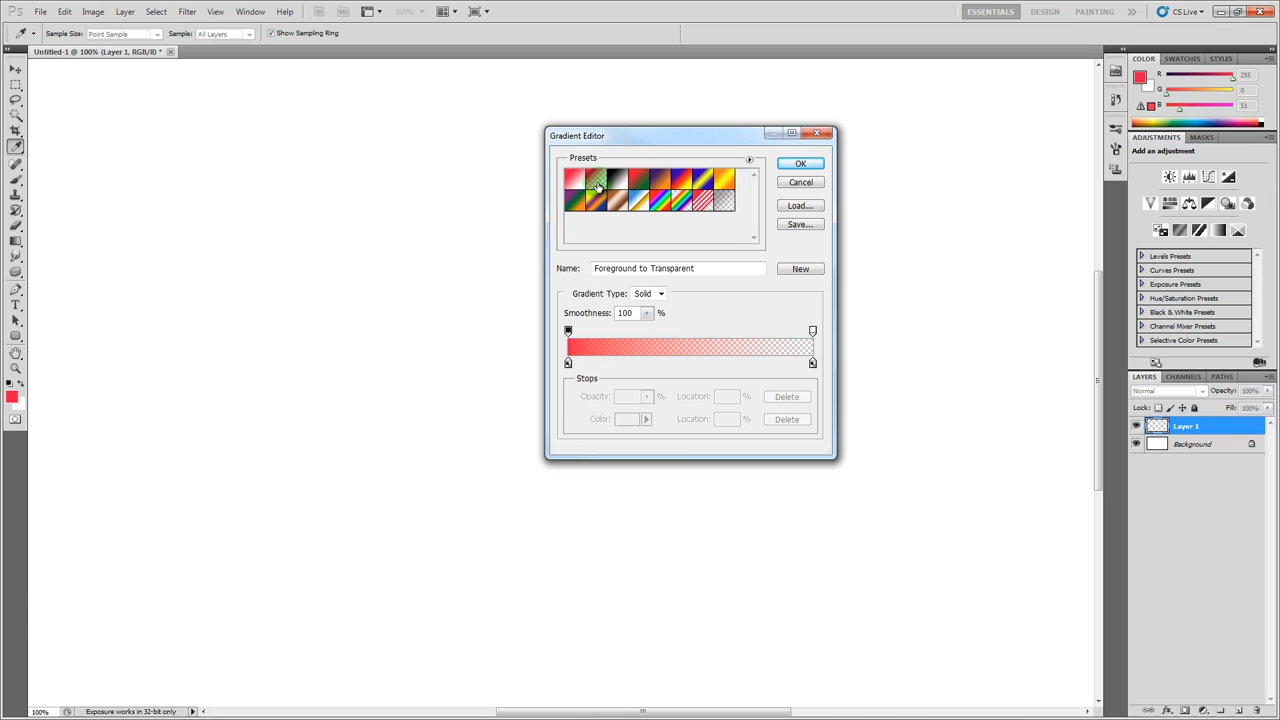 Ps File Edit Image Layer Select Filter Analysis 3D View Window Help 100% ESSENTIALS DESIGN PAINTING CS Live
Sample Size: Point Sample Sample: All Layers Show Sampling Ring
Untitled-1 @ 100% (Layer 1, RGB/8) *
COLOR SWATCHES STYLES
R 255
G 0
B 51
ADJUSTMENTS MASKS
Add an adjustment
Levels Presets
Curves Presets
Exposure Presets
Hue/Saturation Presets
Black & White Presets
Channel Mixer Presets
Selective Color Presets
LAYERS CHANNELS PATHS
Normal Opacity: 100%
Lock: Fill: 100%
Layer 1
Background
Gradient Editor
Presets
OK
Cancel
Load...
Save...
Name: Foreground to Transparent New
Gradient Type: Solid
Smoothness: 100 %
Stops
Opacity: % Location: % Delete
Color: Location: % Delete
100% Exposure works in 32-bit only